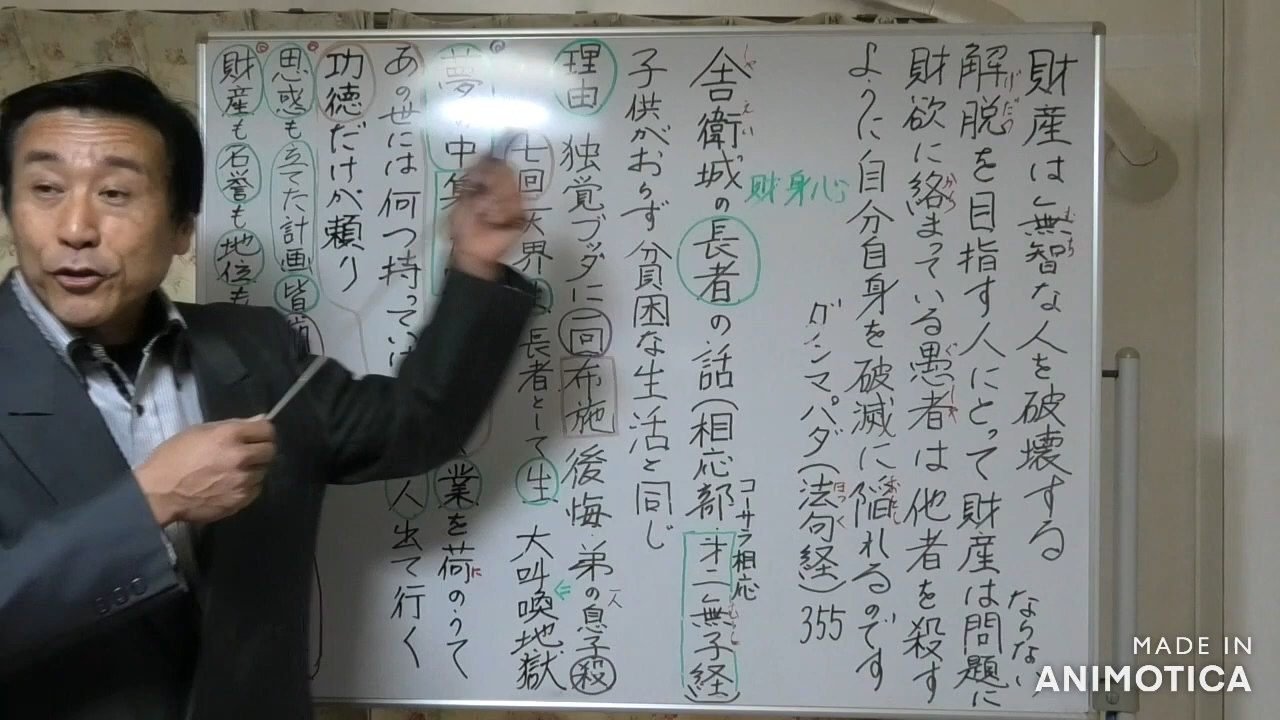 財産は無智な人を破壊する
解脱を目指す人にとって財産は問題に
ならない
財欲に絡まっている愚者は他者を殺す
ように自分自身を破滅に陥れるのです
ダンマパダ(法句経)355
財身心
舎衛城の長者の話(相応部 才二無子経)
コーサラ相応
子供がおらず貧困な生活と同じ
理由 独覚ブッダに一回布施 後悔 弟の一人息子殺
七回 天界 長者として生 大叫喚地獄
夢 中 業を荷のって
あの世には何つ持ってい 人出て行く
功徳だけが頼り
思惑も立てた計画皆
財産も名誉も地位も
MADE IN
ANIMOTICA